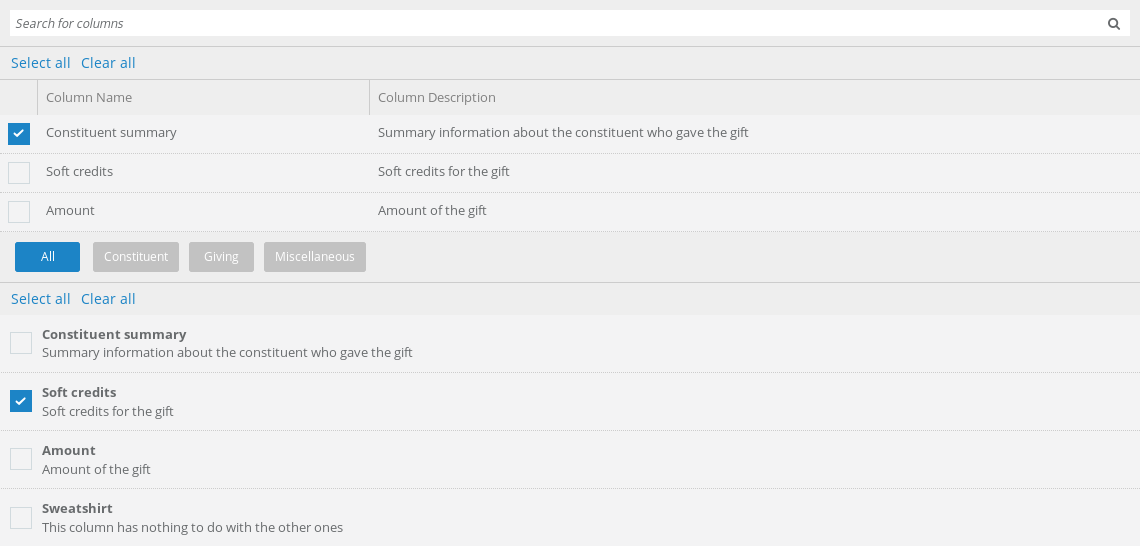 Search for columns
Select all Clear all
Column Name Column Description
Constituent summary Summary information about the constituent who gave the gift
Soft credits Soft credits for the gift
Amount Amount of the gift
All Constituent Giving Miscellaneous
Select all Clear all
Constituent summary
Summary information about the constituent who gave the gift
Soft credits
Soft credits for the gift
Amount
Amount of the gift
Sweatshirt
This column has nothing to do with the other ones